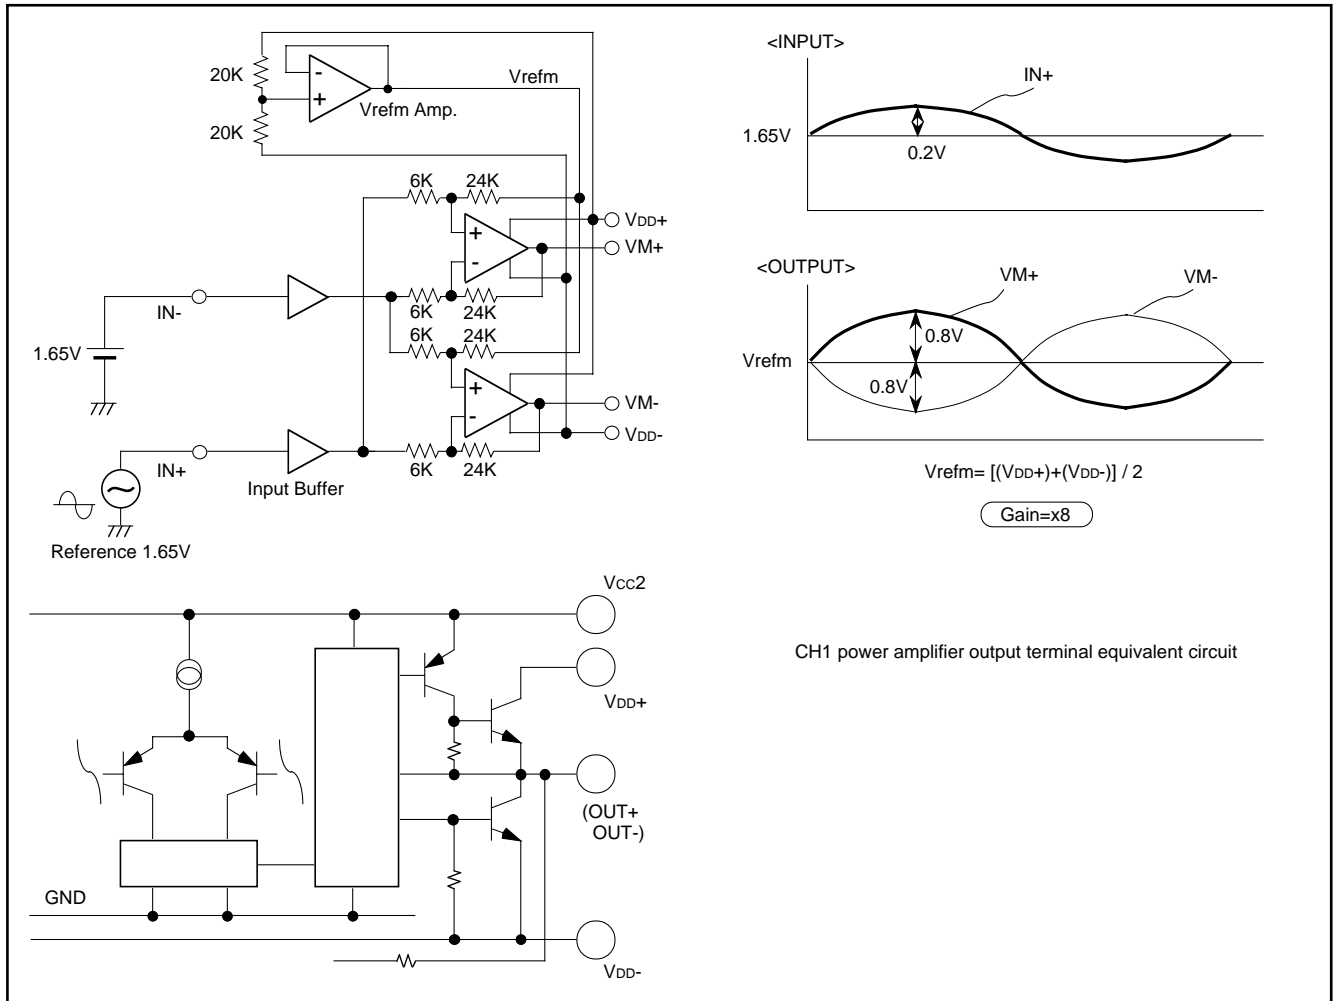 20K
20K
-
+
Vrefm Amp.
Vrefm
6K
24K
+
-
VDD+
VM+
6K
24K
6K
24K
IN-
1.65V
+
-
VM-
VDD-
6K
24K
IN+
Input Buffer
Reference 1.65V
<INPUT>
IN+
1.65V
0.2V
<OUTPUT>
VM+
VM-
0.8V
Vrefm
0.8V
Vrefm= [(VDD+)+(VDD-)] / 2
Gain=x8
VCC2
VDD+
(OUT+
OUT-)
GND
VDD-
CH1 power amplifier output terminal equivalent circuit